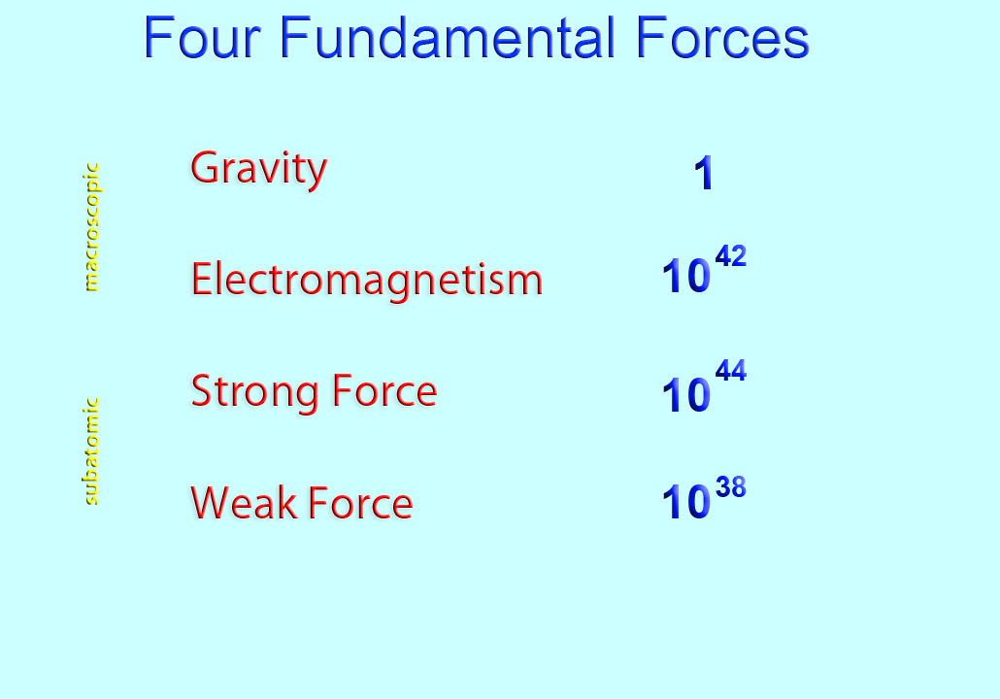 Four Fundamental Forces
macroscopic
Gravity 1
Electromagnetism 10^42
subatomic
Strong Force 10^44
Weak Force 10^38